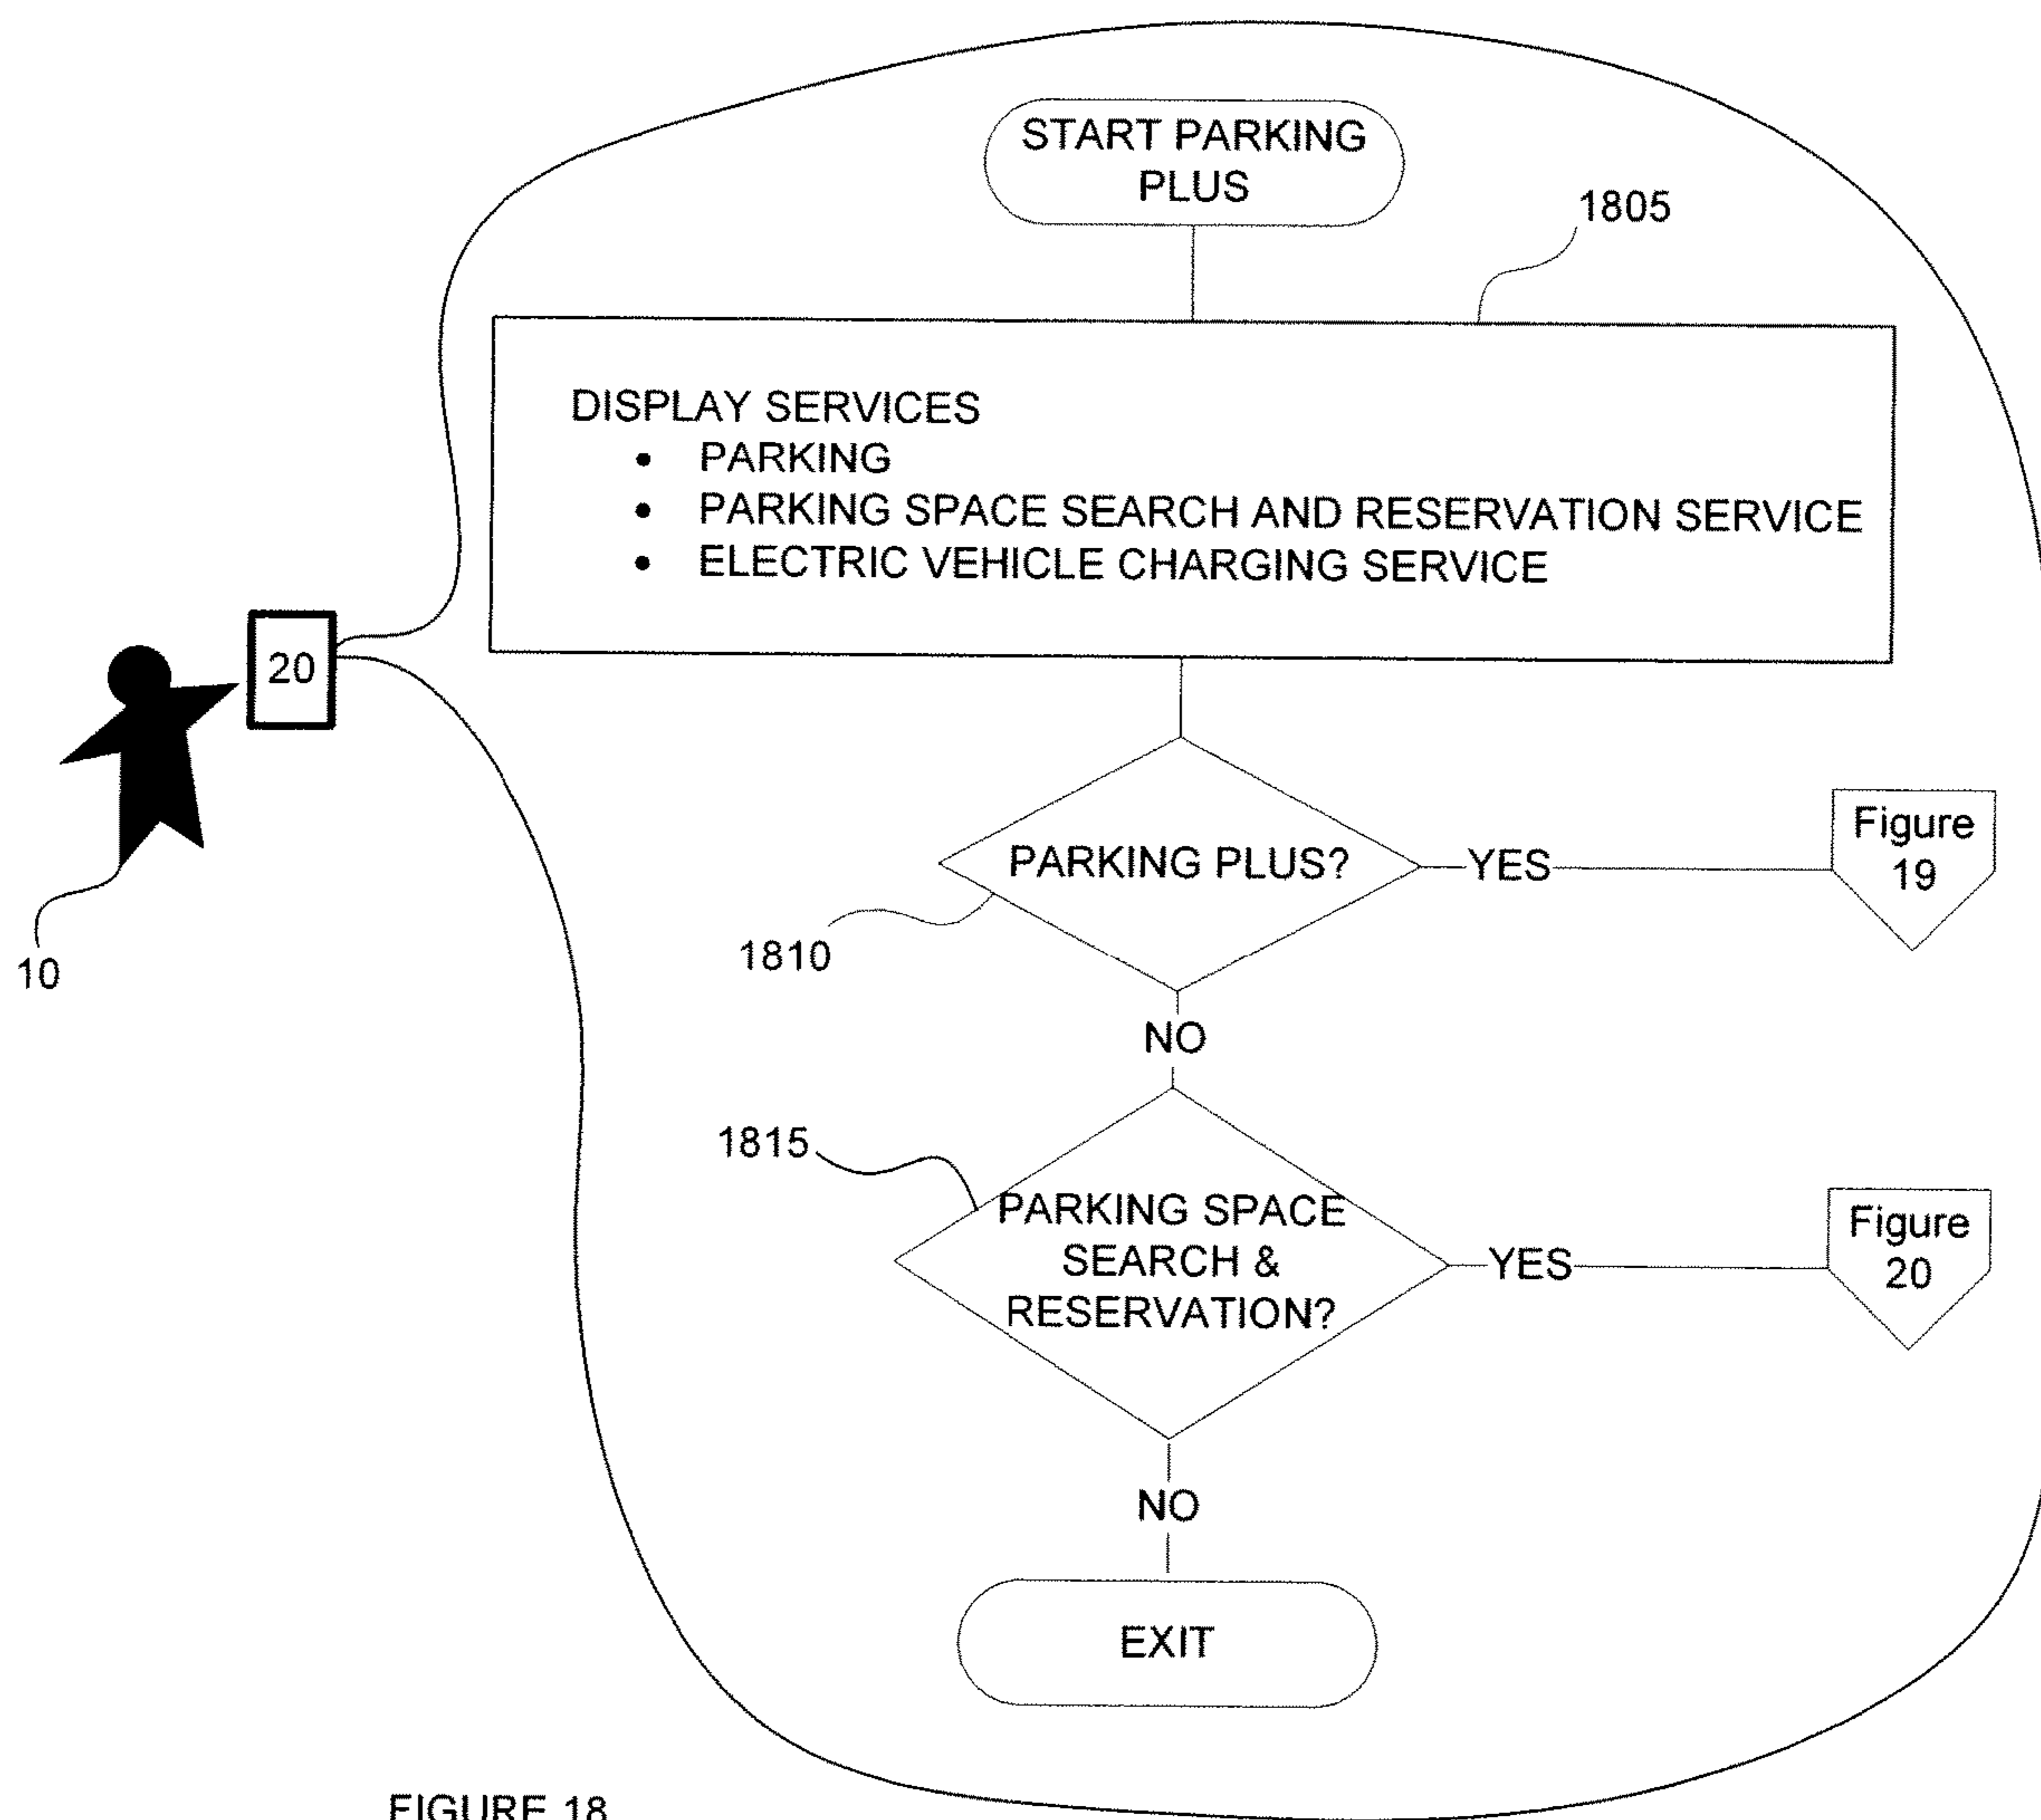 START PARKING
PLUS
1805
DISPLAY SERVICES
• PARKING
• PARKING SPACE SEARCH AND RESERVATION SERVICE
• ELECTRIC VEHICLE CHARGING SERVICE
20
10
PARKING PLUS?
YES
Figure
19
1810
NO
1815
PARKING SPACE
SEARCH &
RESERVATION?
YES
Figure
20
NO
EXIT
FIGURE 18